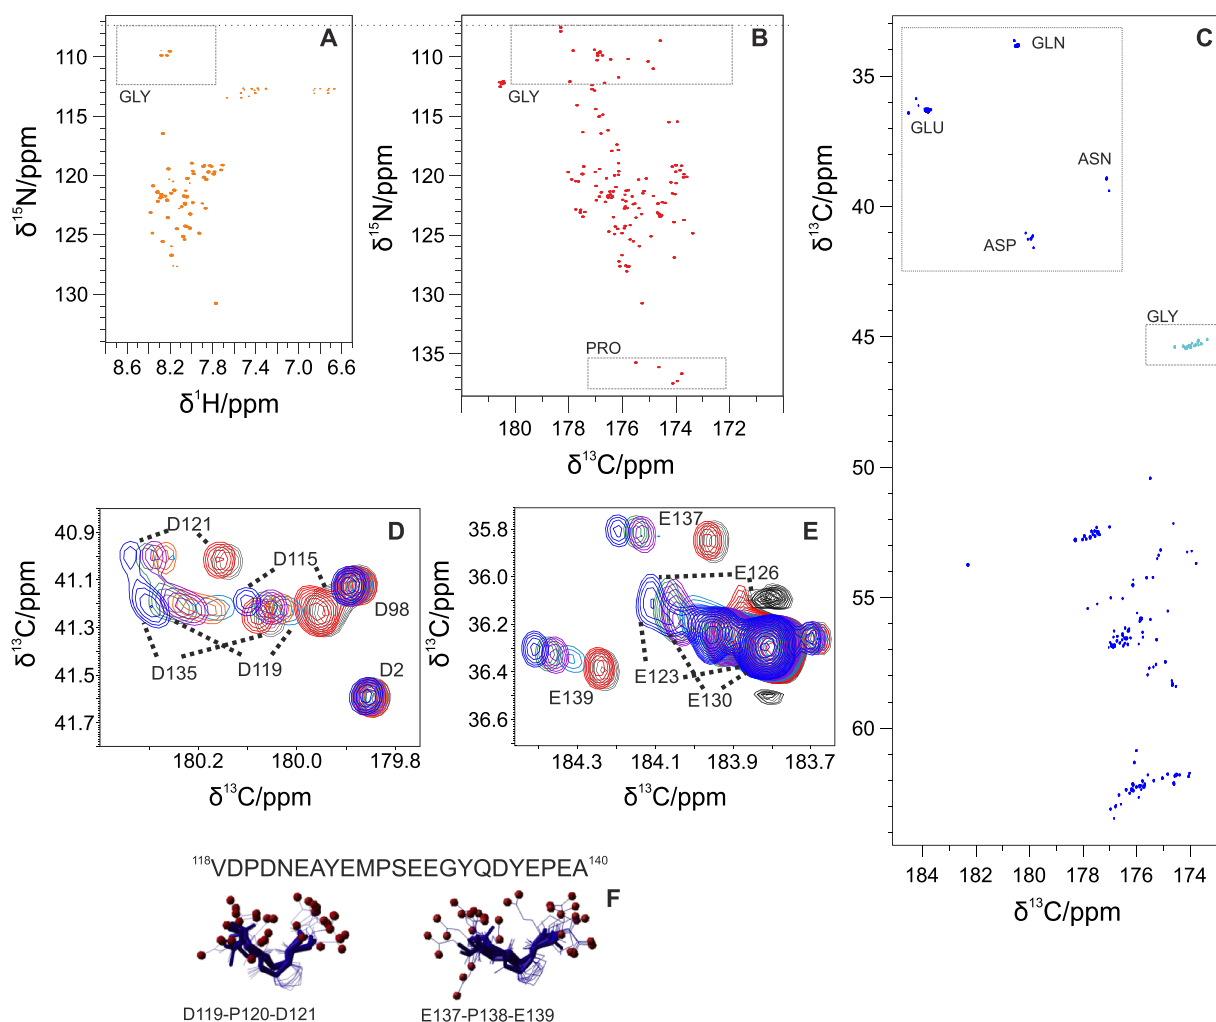 A
B
C
GLY
GLY
PRO
GLN
GLU
ASN
ASP
GLY
110
115
120
125
130
δ¹⁵N/ppm
8.6 8.2 7.8 7.4 7.0 6.6
δ¹H/ppm
110
115
120
125
130
135
δ¹⁵N/ppm
180 178 176 174 172
δ¹³C/ppm
35
40
45
50
55
60
δ¹³C/ppm
184 182 180 178 176 174
δ¹³C/ppm
D
D121
D115
D98
D135
D119
D2
40.9
41.1
41.3
41.5
41.7
δ¹³C/ppm
180.2 180.0 179.8
δ¹³C/ppm
E
E137
E126
E123
E130
E139
35.8
36.0
36.2
36.4
36.6
δ¹³C/ppm
184.3 184.1 183.9 183.7
δ¹³C/ppm
¹¹⁸VDPDNEAYEMPSEEGYQDYEPEA¹⁴⁰
F
D119-P120-D121
E137-P138-E139